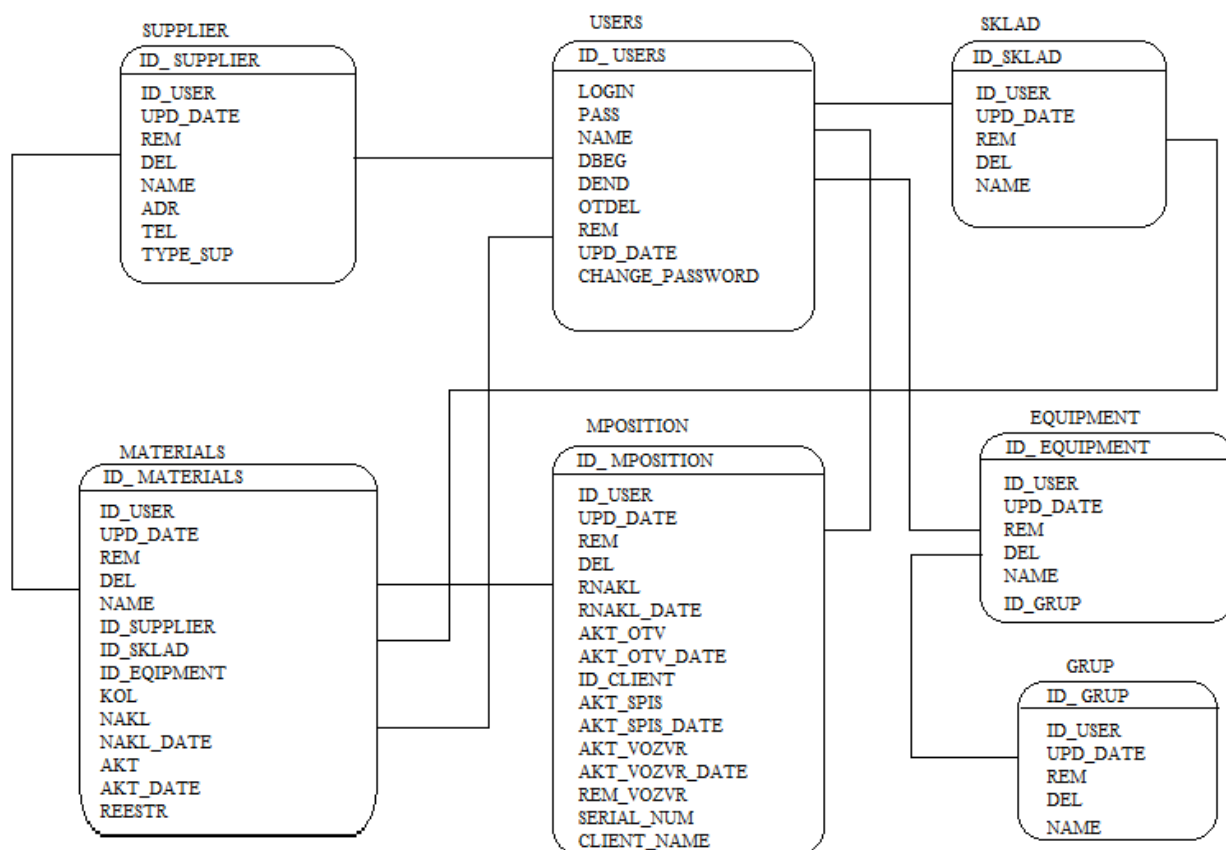 SUPPLIER
ID_ SUPPLIER
ID_USER
UPD_DATE
REM
DEL
NAME
ADR
TEL
TYPE_SUP
USERS
ID_ USERS
LOGIN
PASS
NAME
DBEG
DEND
OTDEL
REM
UPD_DATE
CHANGE_PASSWORD
SKLAD
ID_SKLAD
ID_USER
UPD_DATE
REM
DEL
NAME
MATERIALS
ID_ MATERIALS
ID_USER
UPD_DATE
REM
DEL
NAME
ID_SUPPLIER
ID_SKLAD
ID_EQIPMENT
KOL
NAKL
NAKL_DATE
AKT
AKT_DATE
REESTR
MPOSITION
ID_ MPOSITION
ID_USER
UPD_DATE
REM
DEL
RNAKL
RNAKL_DATE
AKT_OTV
AKT_OTV_DATE
ID_CLIENT
AKT_SPIS
AKT_SPIS_DATE
AKT_VOZVR
AKT_VOZVR_DATE
REM_VOZVR
SERIAL_NUM
CLIENT_NAME
EQUIPMENT
ID_ EQUIPMENT
ID_USER
UPD_DATE
REM
DEL
NAME
ID_GRUP
GRUP
ID_ GRUP
ID_USER
UPD_DATE
REM
DEL
NAME